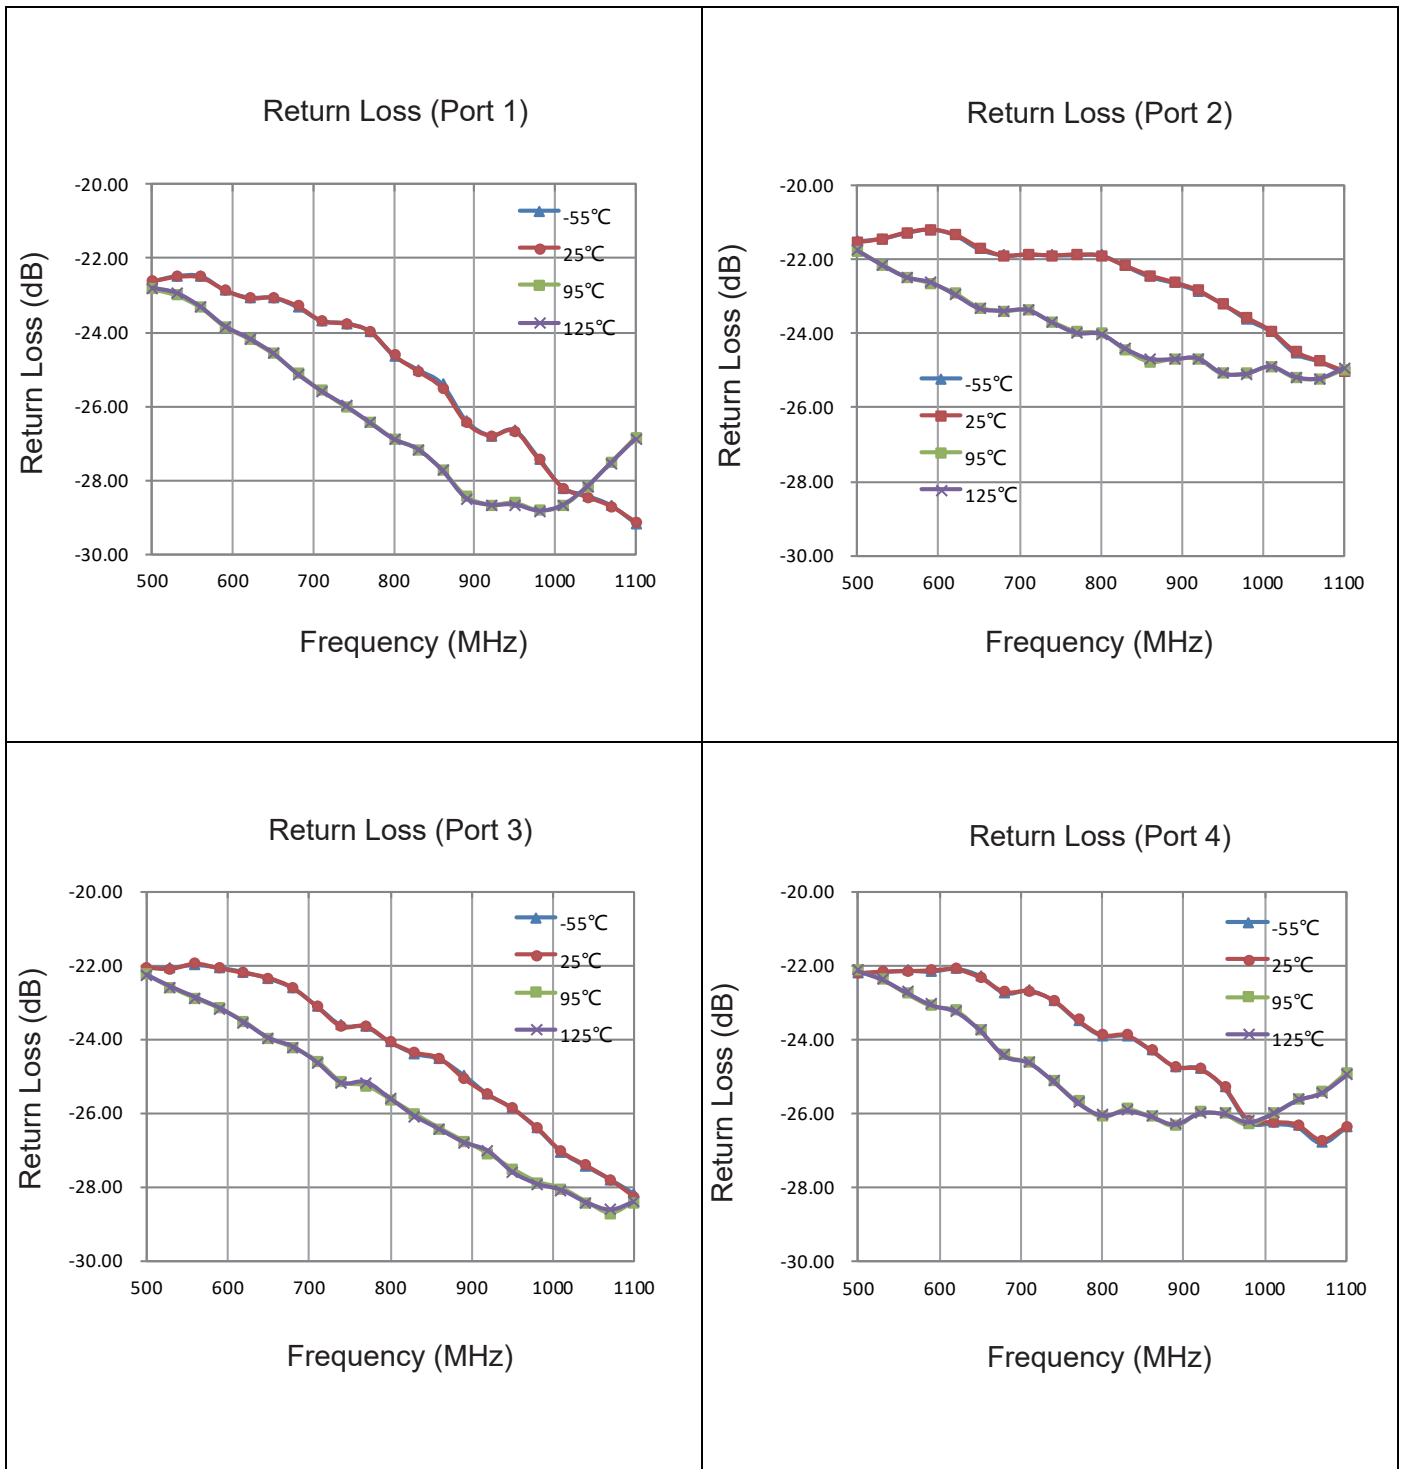 Return Loss (Port 1)
Return Loss (dB)
-20.00
-22.00
-24.00
-26.00
-28.00
-30.00
-55℃
25℃
95℃
125℃
500 600 700 800 900 1000 1100
Frequency (MHz)
Return Loss (Port 2)
Return Loss (dB)
-20.00
-22.00
-24.00
-26.00
-28.00
-30.00
-55℃
25℃
95℃
125℃
500 600 700 800 900 1000 1100
Frequency (MHz)
Return Loss (Port 3)
Return Loss (dB)
-20.00
-22.00
-24.00
-26.00
-28.00
-30.00
-55℃
25℃
95℃
125℃
500 600 700 800 900 1000 1100
Frequency (MHz)
Return Loss (Port 4)
Return Loss (dB)
-20.00
-22.00
-24.00
-26.00
-28.00
-30.00
-55℃
25℃
95℃
125℃
500 600 700 800 900 1000 1100
Frequency (MHz)